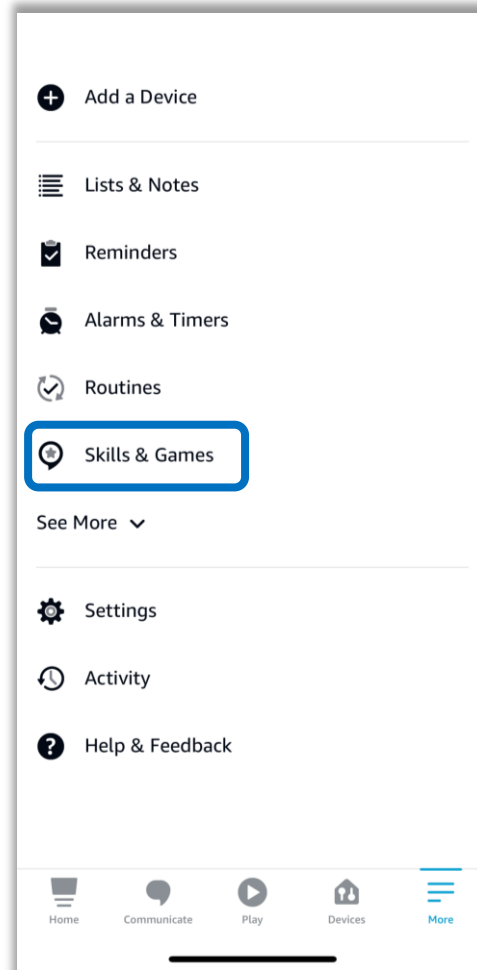 Add a Device
Lists & Notes
Reminders
Alarms & Timers
Routines
Skills & Games
See More
Settings
Activity
Help & Feedback
Home Communicate Play Devices More